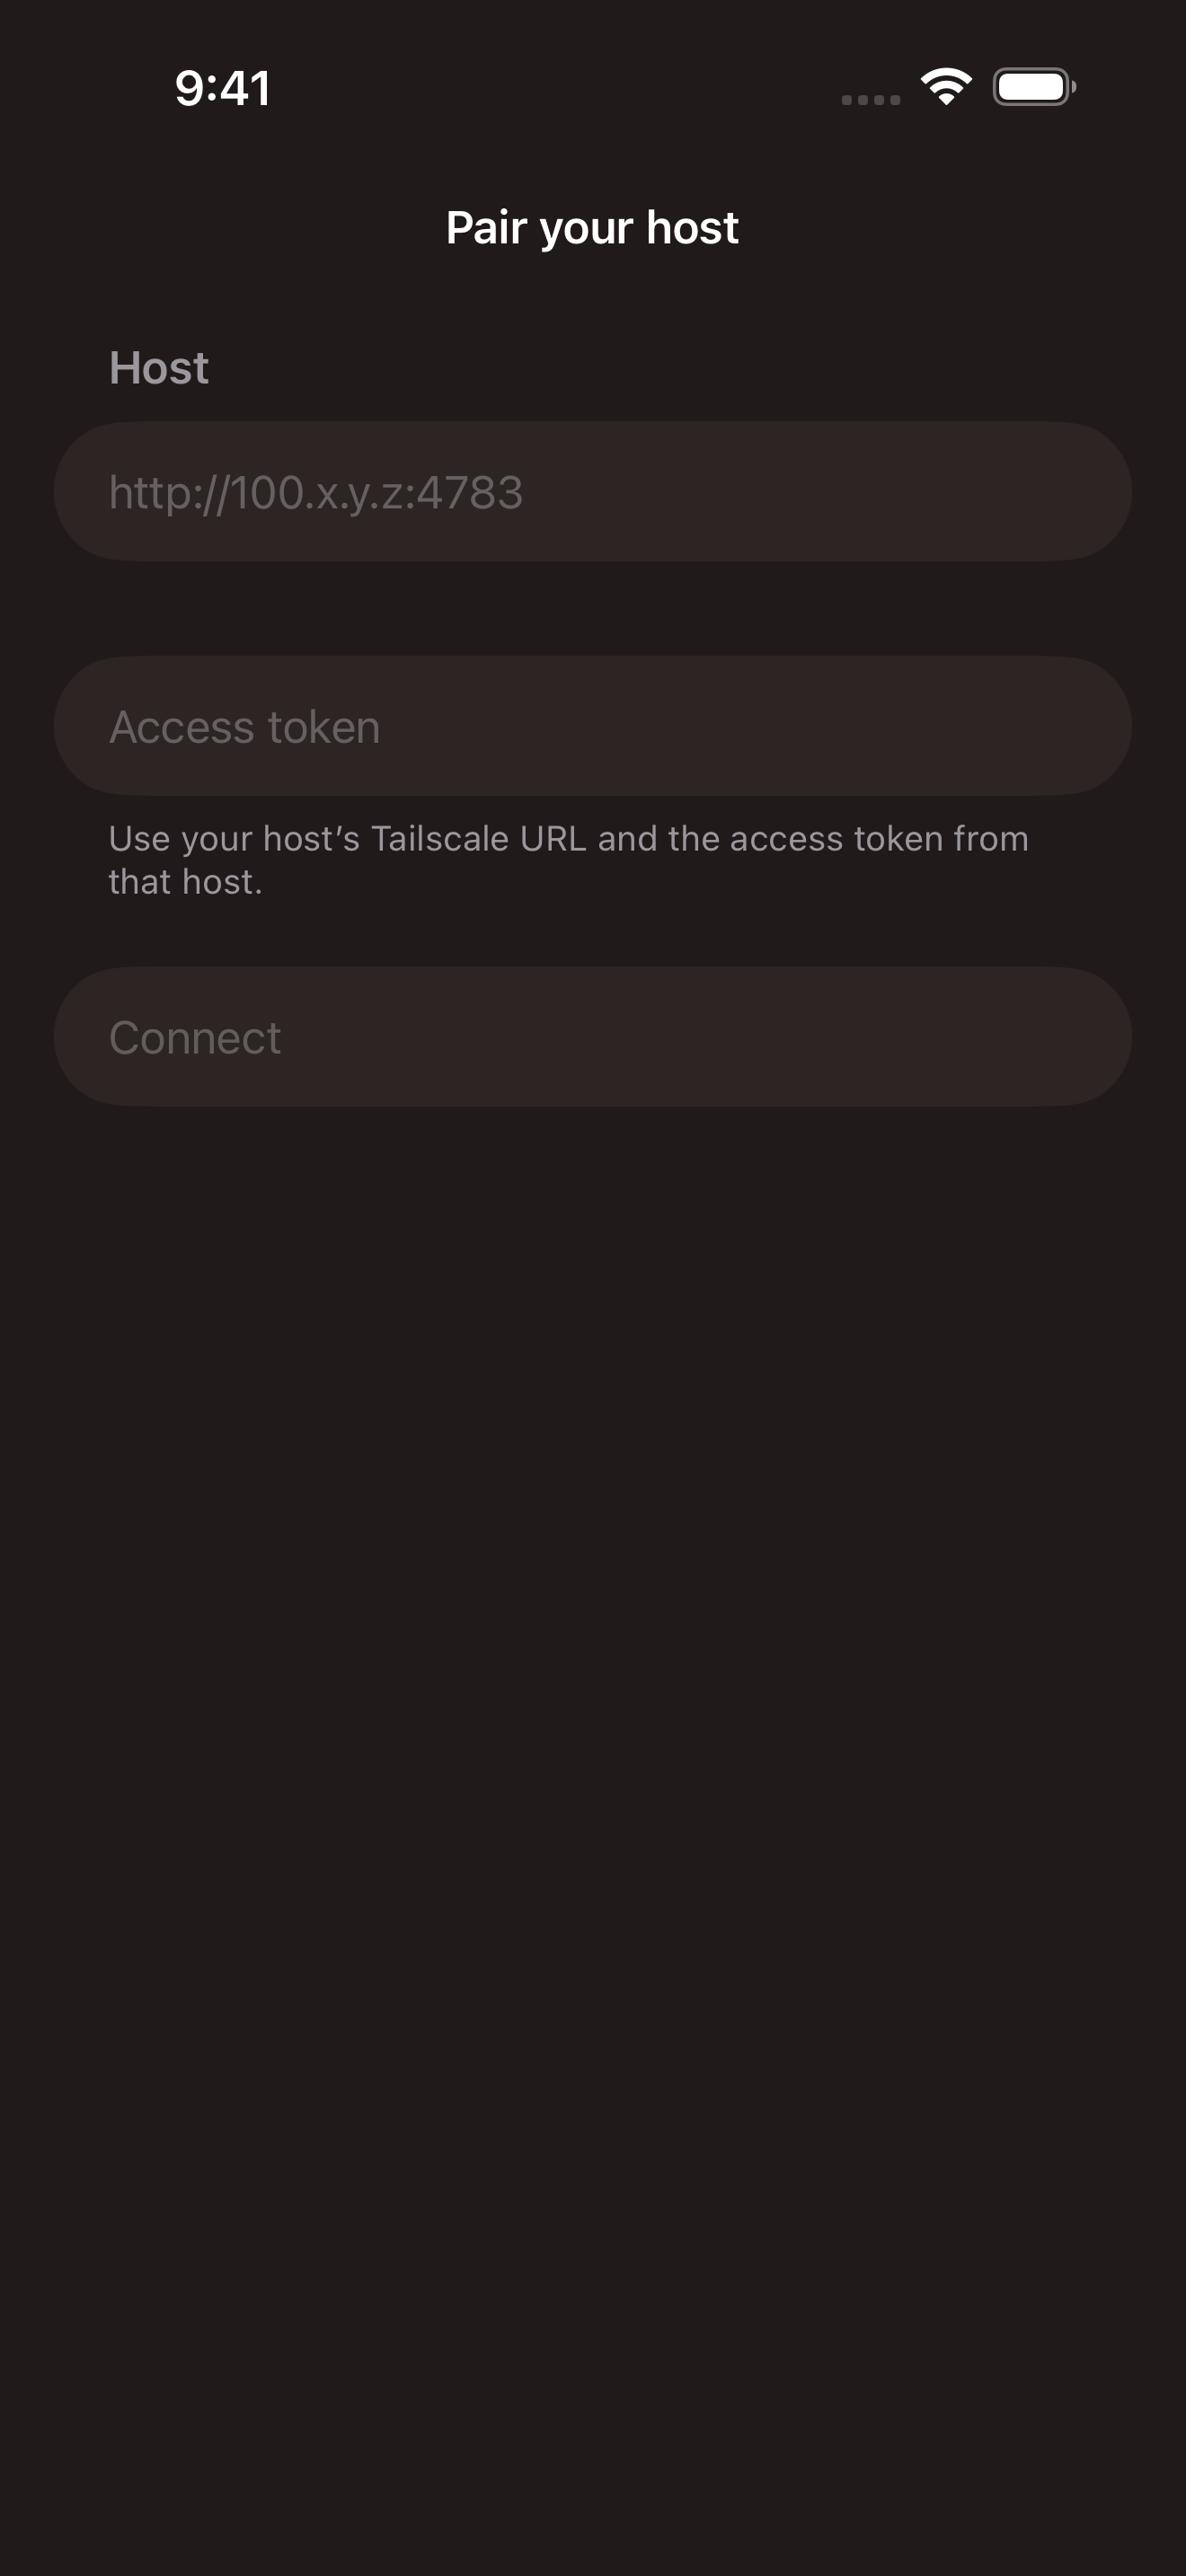 9:41
Pair your host
Host
http://100.x.y.z:4783
Access token
Use your host’s Tailscale URL and the access token from
that host.
Connect